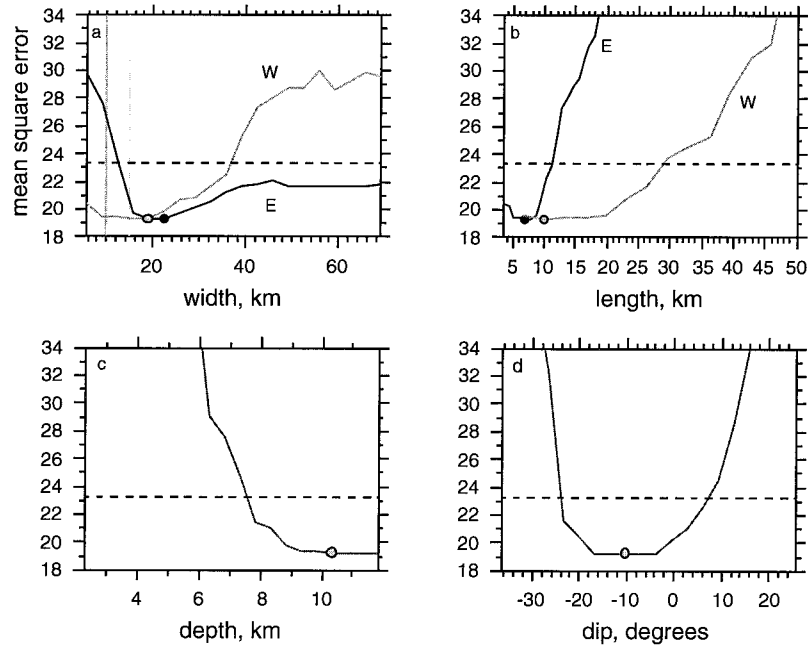 a
W
E
34
32
30
28
26
24
22
20
18
20
40
60
mean square error
width, km
b
E
W
34
32
30
28
26
24
22
20
18
5 10 15 20 25 30 35 40 45 50
length, km
c
34
32
30
28
26
24
22
20
18
4 6 8 10
depth, km
d
34
32
30
28
26
24
22
20
18
-30 -20 -10 0 10 20
dip, degrees